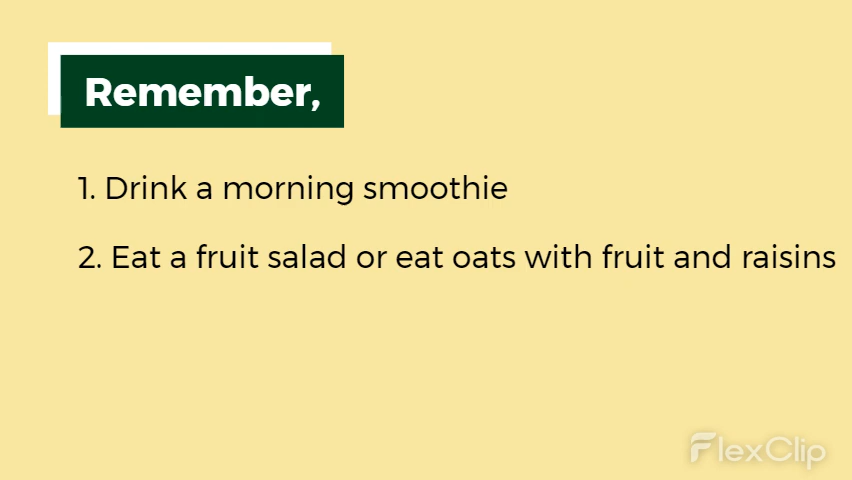 Remember,
1. Drink a morning smoothie
2. Eat a fruit salad or eat oats with fruit and raisins
FlexClip